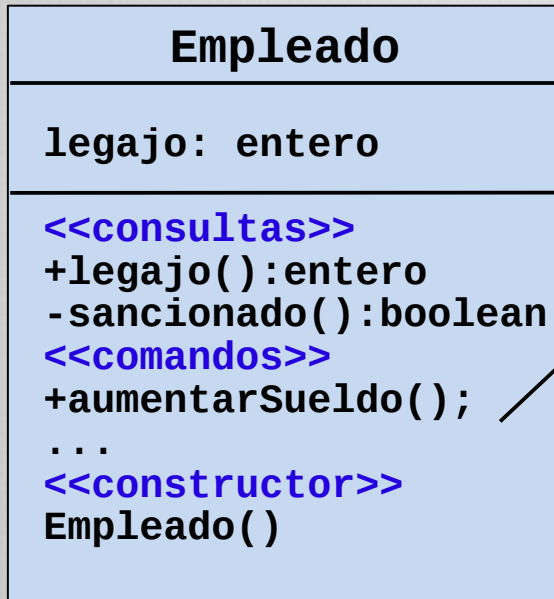 Empleado
legajo: entero
<<consultas>>
+legajo():entero
-sancionado():boolean
<<comandos>>
+aumentarSueldo();
...
<<constructor>>
Empleado()